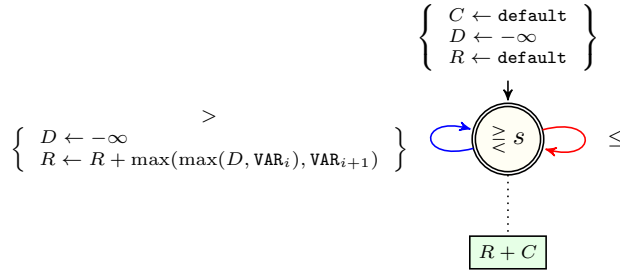 C ← default
D ← −∞
R ← default
>
D ← −∞
R ← R + max(max(D, VAR_i), VAR_{i+1})
≥
≤ s
≤
R + C